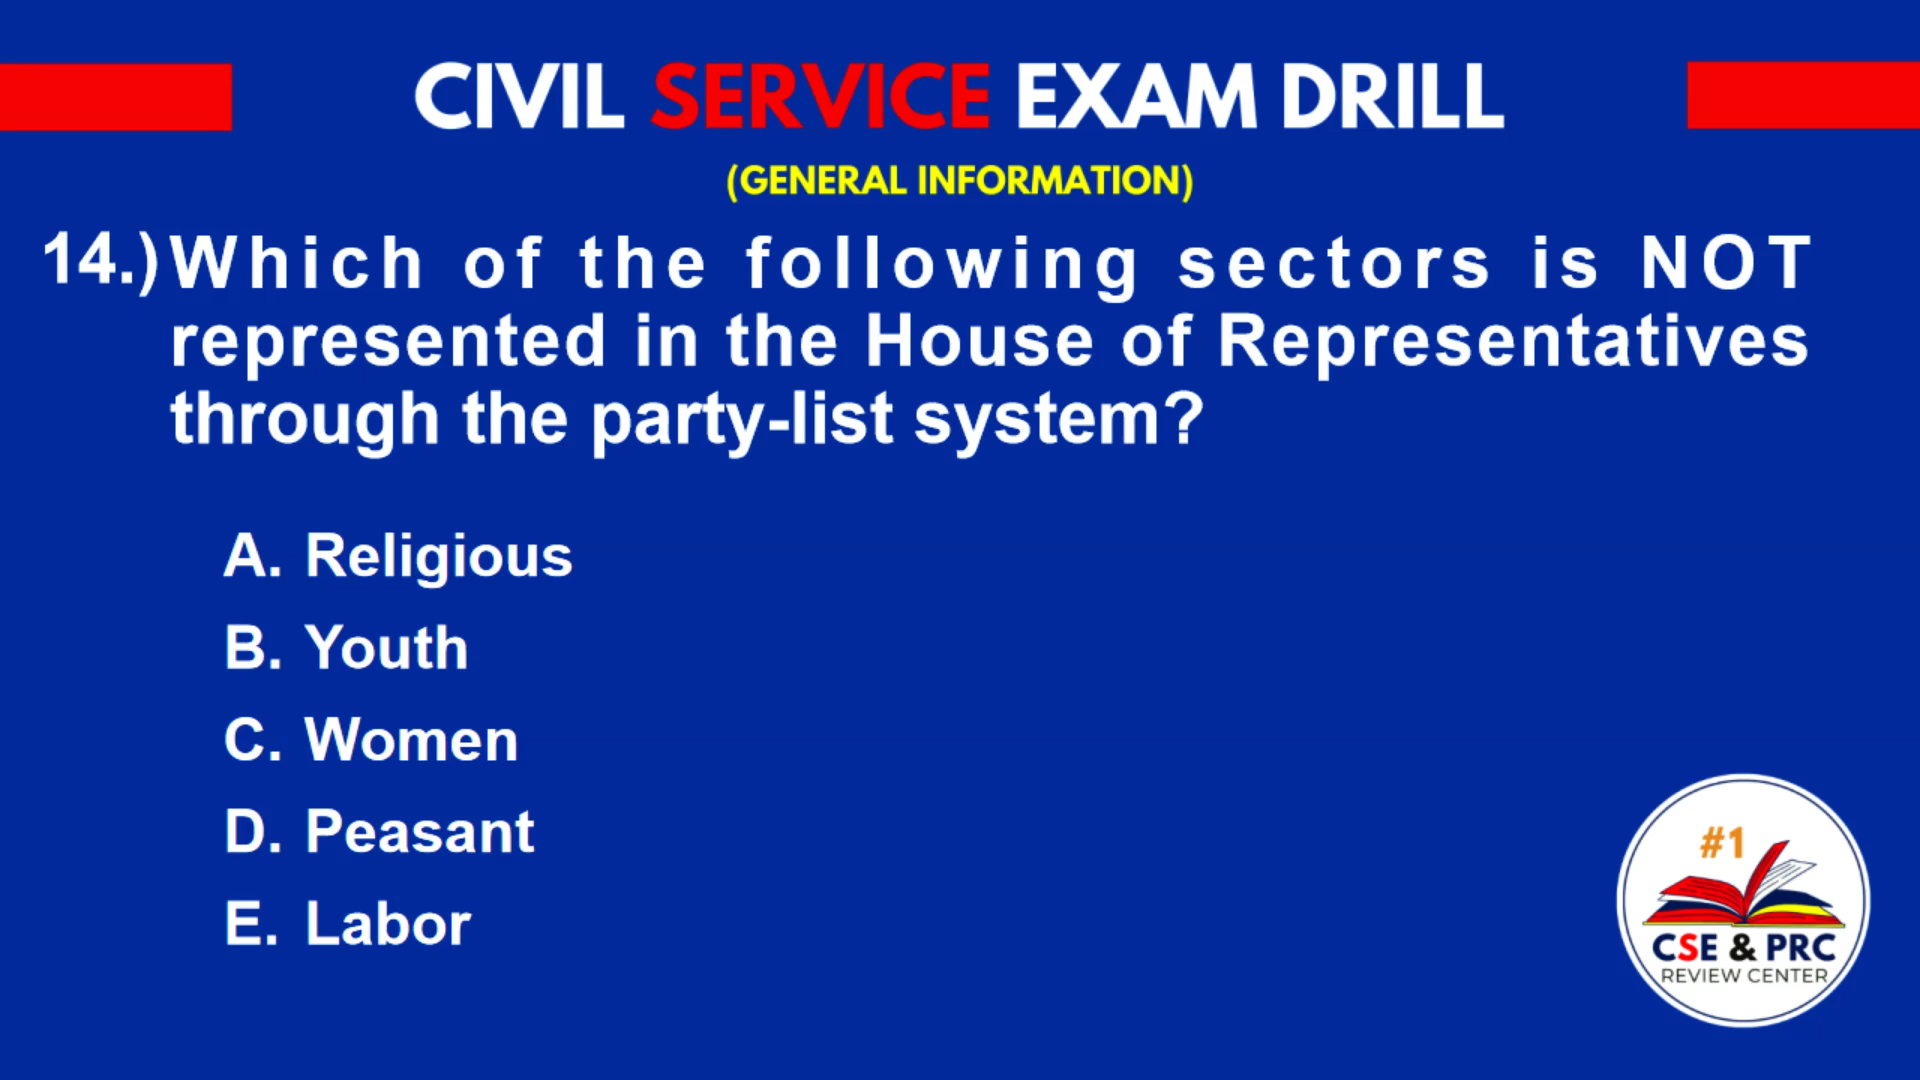 CIVIL SERVICE EXAM DRILL
(GENERAL INFORMATION)
14.) Which of the following sectors is NOT
represented in the House of Representatives
through the party-list system?
A. Religious
B. Youth
C. Women
D. Peasant
E. Labor
#1
CSE & PRC
REVIEW CENTER